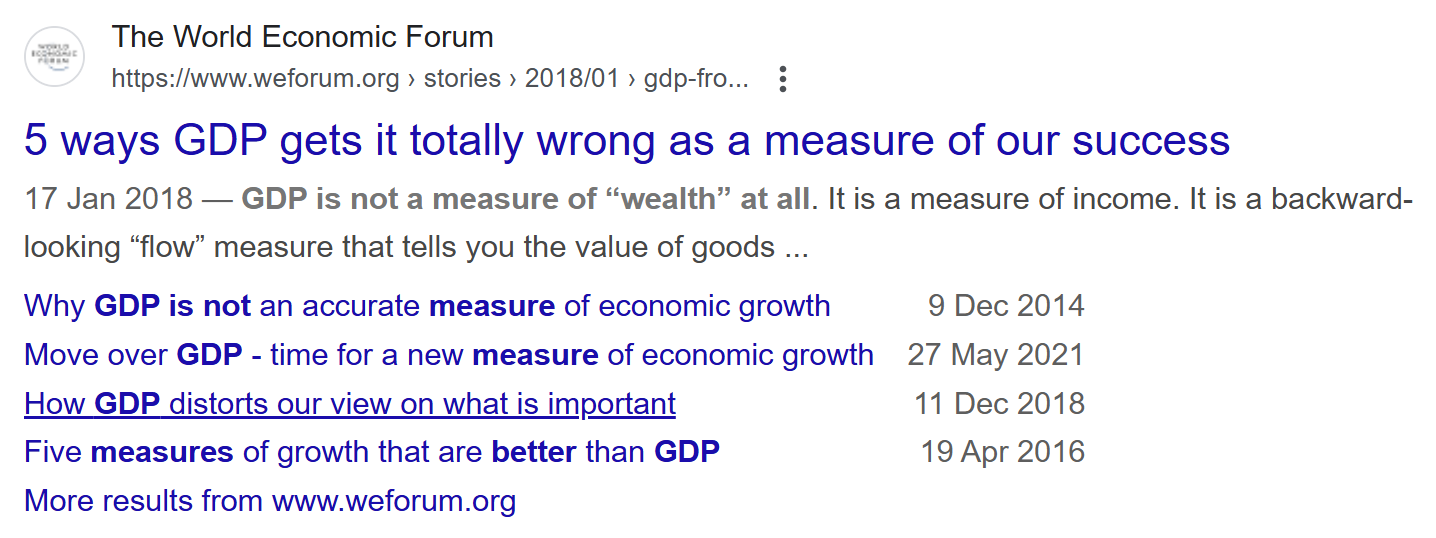 The World Economic Forum
WORLD
ECONOMIC
FORUM
https://www.weforum.org › stories › 2018/01 › gdp-fro...
5 ways GDP gets it totally wrong as a measure of our success
17 Jan 2018 — GDP is not a measure of “wealth” at all. It is a measure of income. It is a backward-
looking “flow” measure that tells you the value of goods ...
Why GDP is not an accurate measure of economic growth 9 Dec 2014
Move over GDP - time for a new measure of economic growth 27 May 2021
How GDP distorts our view on what is important 11 Dec 2018
Five measures of growth that are better than GDP 19 Apr 2016
More results from www.weforum.org